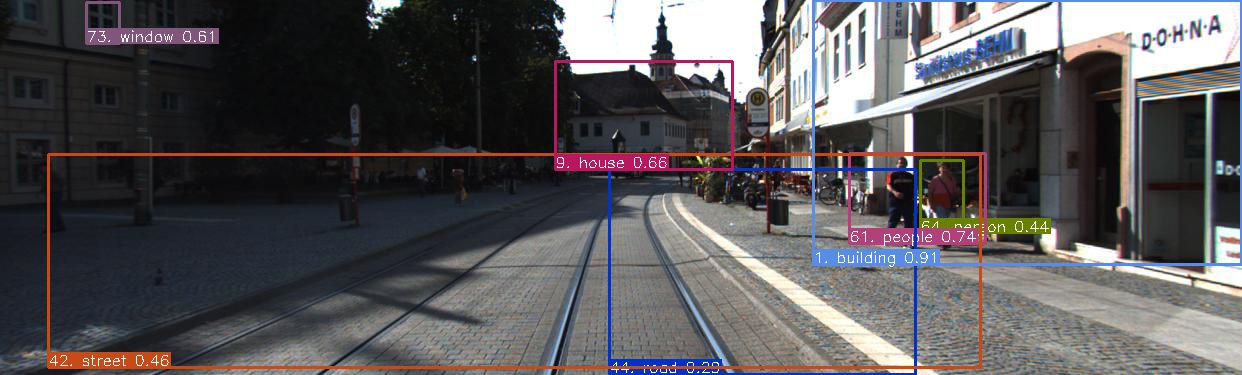 73. window 0.61
BEHM
D·O·H·N·A
H
H
9. house 0.66
64. person 0.44
61. people 0.74
1. building 0.91
42. street 0.46
44. road 0.29